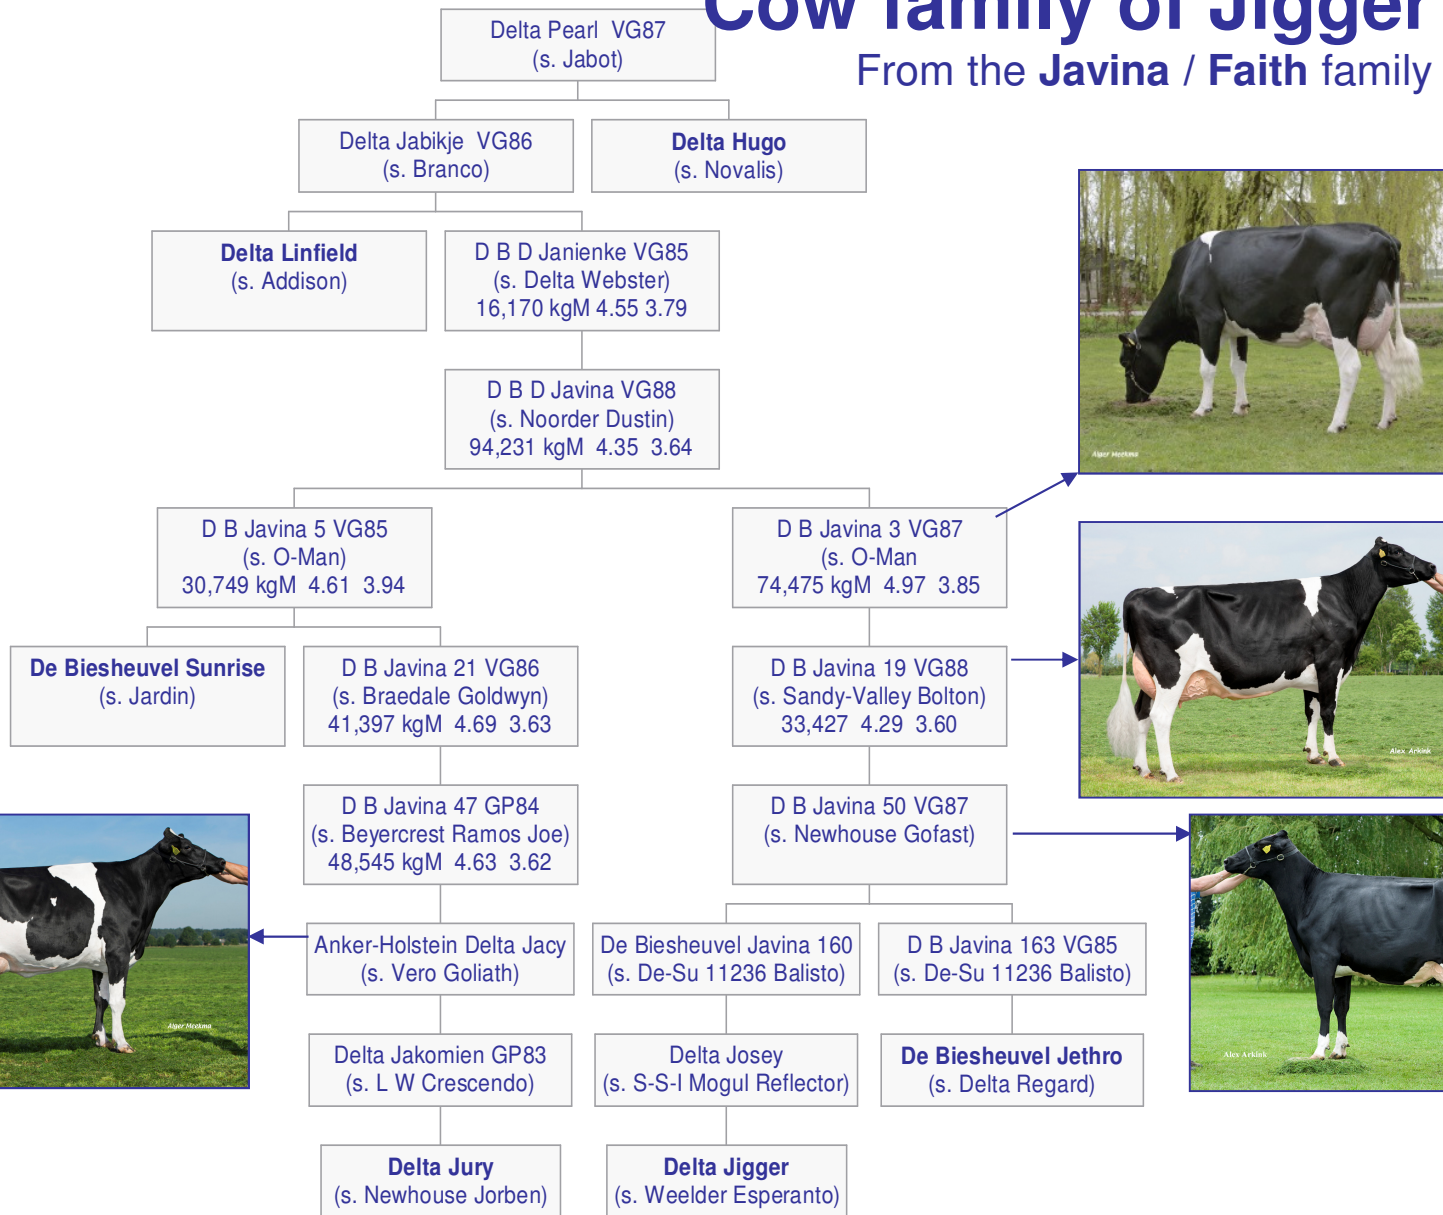 Cow family of Jigger
From the Javina / Faith family
Delta Pearl VG87
(s. Jabot)
Delta Jabikje VG86
(s. Branco)
Delta Hugo
(s. Novalis)
Delta Linfield
(s. Addison)
D B D Janienke VG85
(s. Delta Webster)
16,170 kgM 4.55 3.79
D B D Javina VG88
(s. Noorder Dustin)
94,231 kgM 4.35 3.64
Alger Meekma
D B Javina 5 VG85
(s. O-Man)
30,749 kgM 4.61 3.94
D B Javina 3 VG87
(s. O-Man
74,475 kgM 4.97 3.85
De Biesheuvel Sunrise
(s. Jardin)
D B Javina 21 VG86
(s. Braedale Goldwyn)
41,397 kgM 4.69 3.63
D B Javina 19 VG88
(s. Sandy-Valley Bolton)
33,427 4.29 3.60
Alex Arkink
D B Javina 47 GP84
(s. Beyercrest Ramos Joe)
48,545 kgM 4.63 3.62
D B Javina 50 VG87
(s. Newhouse Gofast)
Anker-Holstein Delta Jacy
(s. Vero Goliath)
De Biesheuvel Javina 160
(s. De-Su 11236 Balisto)
D B Javina 163 VG85
(s. De-Su 11236 Balisto)
Alger Meekma
Delta Jakomien GP83
(s. L W Crescendo)
Delta Josey
(s. S-S-I Mogul Reflector)
De Biesheuvel Jethro
(s. Delta Regard)
Alex Arkink
Delta Jury
(s. Newhouse Jorben)
Delta Jigger
(s. Weelder Esperanto)